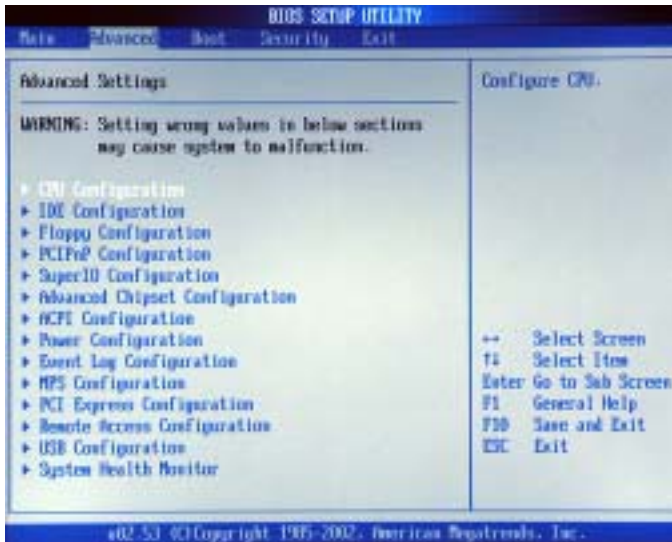 BIOS SETUP UTILITY
Main Advanced Boot Security Exit
Advanced Settings
WARNING: Setting wrong values in below sections
may cause system to malfunction.
CPU Configuration
IDE Configuration
Floppy Configuration
PCIPnP Configuration
SuperIO Configuration
Advanced Chipset Configuration
ACPI Configuration
Power Configuration
Event Log Configuration
MPS Configuration
PCI Express Configuration
Remote Access Configuration
USB Configuration
System Health Monitor
Configure CPU.
↔ Select Screen
↑↓ Select Item
Enter Go to Sub Screen
F1 General Help
F10 Save and Exit
ESC Exit
v02.53 (C)Copyright 1985-2002, American Megatrends, Inc.